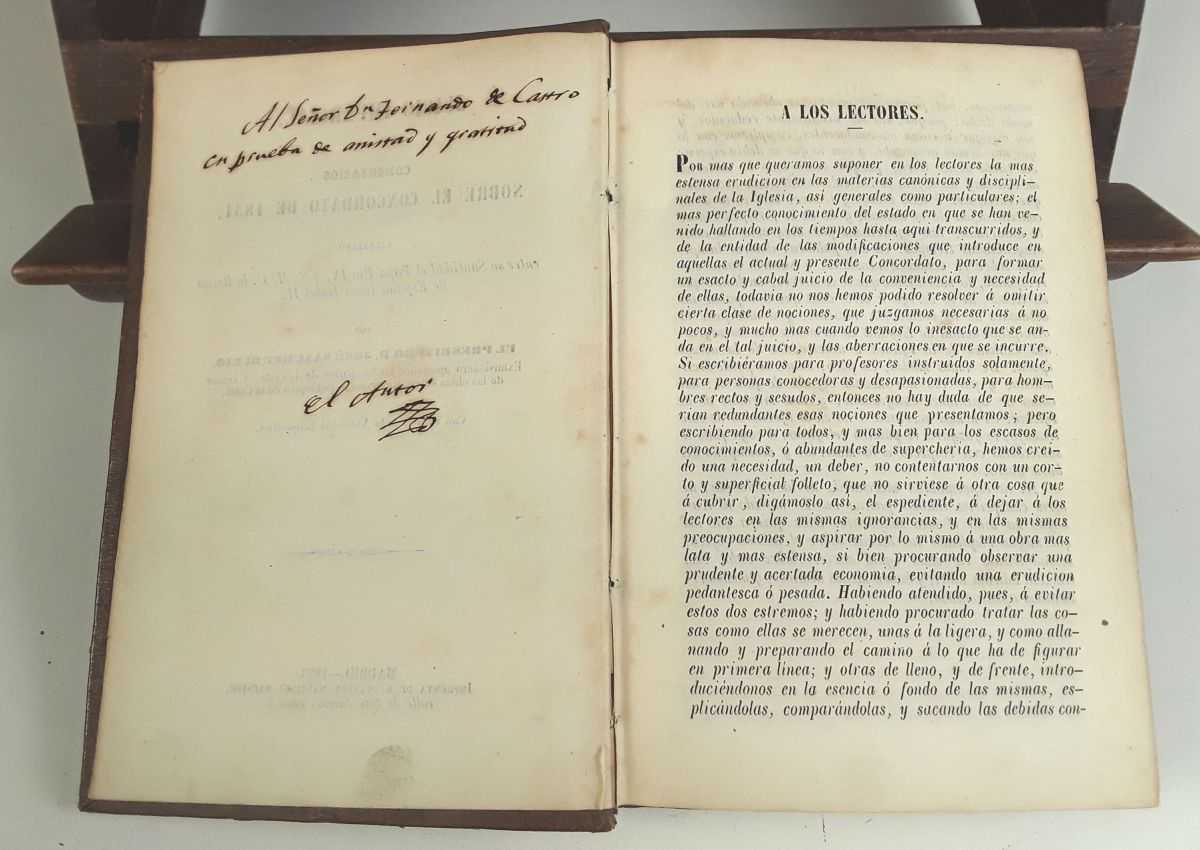 Al Señor Dn Fernando de Castro
en prueba de amistad y gratitud
SOBRE EL CONCORDATO DE 1851,
El Autor
A LOS LECTORES.
POR mas que queramos suponer en los lectores la mas
estensa erudicion en las materias canónicas y discipli-
nales de la Iglesia, asi generales como particulares; el
mas perfecto conocimiento del estado en que se han ve-
nido hallando en los tiempos hasta aqui transcurridos, y
de la entidad de las modificaciones que introduce en
aquellas el actual y presente Concordato, para formar
un esacto y cabal juicio de la conveniencia y necesidad
de ellas, todavia no nos hemos podido resolver á omitir
cierta clase de nociones, que juzgamos necesarias á no
pocos, y mucho mas cuando vemos lo inesacto que se an-
da en el tal juicio, y las aberraciones en que se incurre.
Si escribiéramos para profesores instruidos solamente,
para personas conocedoras y desapasionadas, para hom-
bres rectos y sesudos, entonces no hay duda de que se-
rian redundantes esas nociones que presentamos; pero
escribiendo para todos, y mas bien para los escasos de
conocimientos, ó abundantes de supercheria, hemos crei-
do una necesidad, un deber, no contentarnos con un cor-
to y superficial folleto, que no sirviese á otra cosa que
á cubrir, digámoslo asi, el espediente, á dejar á los
lectores en las mismas ignorancias, y en las mismas
preocupaciones, y aspirar por lo mismo á una obra mas
lata y mas estensa, si bien procurando observar una
prudente y acertada economia, evitando una erudicion
pedantesca ó pesada. Habiendo atendido, pues, á evitar
estos dos estremos; y habiendo procurado tratar las co-
sas como ellas se merecen, unas á la ligera, y como alla-
nando y preparando el camino á lo que ha de figurar
en primera linea; y otras de lleno, y de frente, intro-
duciéndonos en la esencia ó fondo de las mismas, es-
plicándolas, comparándolas, y sacando las debidas con-